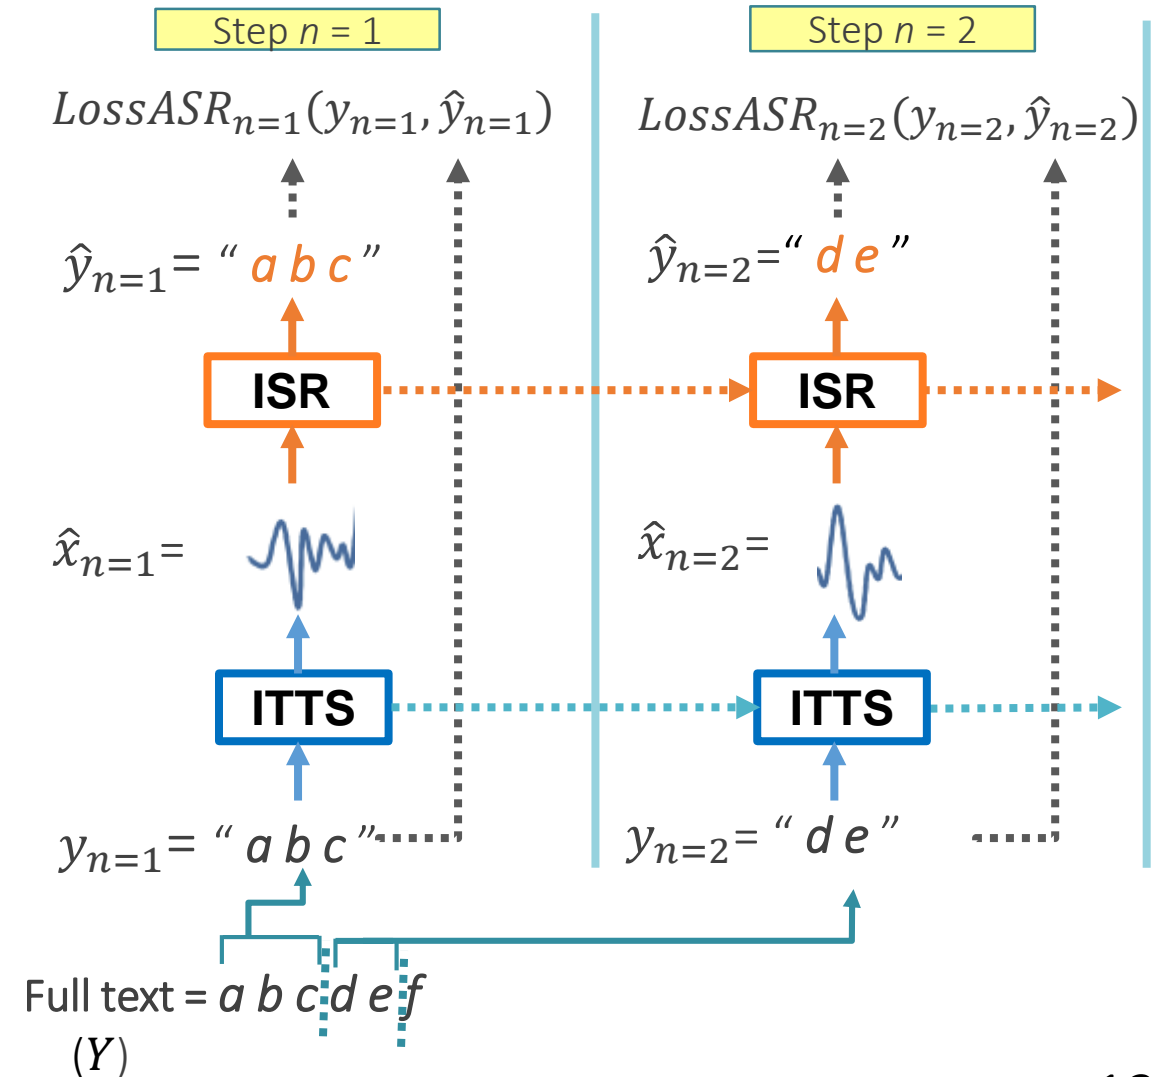 Step n = 1
Step n = 2
LossASR_{n=1}(y_{n=1}, ŷ_{n=1})
LossASR_{n=2}(y_{n=2}, ŷ_{n=2})
ŷ_{n=1}= “ a b c ”
ŷ_{n=2}=“ d e ”
ISR
ISR
x̂_{n=1}=
x̂_{n=2}=
ITTS
ITTS
y_{n=1}= “ a b c ”
y_{n=2}= “ d e ”
Full text = a b c d e f
(Y)